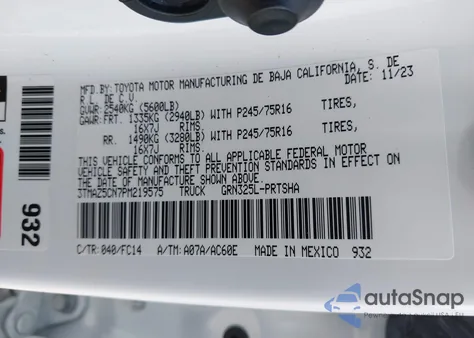 MFD.BY: TOYOTA MOTOR MANUFACTURING DE BAJA CALIFORNIA, S. DE
R L. DE C.V. DATE: 11/23
GVWR: 2540KG (5600LB)
GAWR: FRT. 1335KG (2940LB) WITH P245/75R16 TIRES,
16X7J RIMS.
RR. 1490KG (3280LB) WITH P245/75R16 TIRES,
16X7J RIMS.
THIS VEHICLE CONFORMS TO ALL APPLICABLE FEDERAL MOTOR
VEHICLE SAFETY AND THEFT PREVENTION STANDARDS IN EFFECT
ON THE DATE OF MANUFACTURE SHOWN ABOVE.
3TMAZ5CN7PM219575 TRUCK GRN325L-PRTSHA
C/TR: 040/FC14 A/TM: A07A/AC60E MADE IN MEXICO 932
932
autoSnap